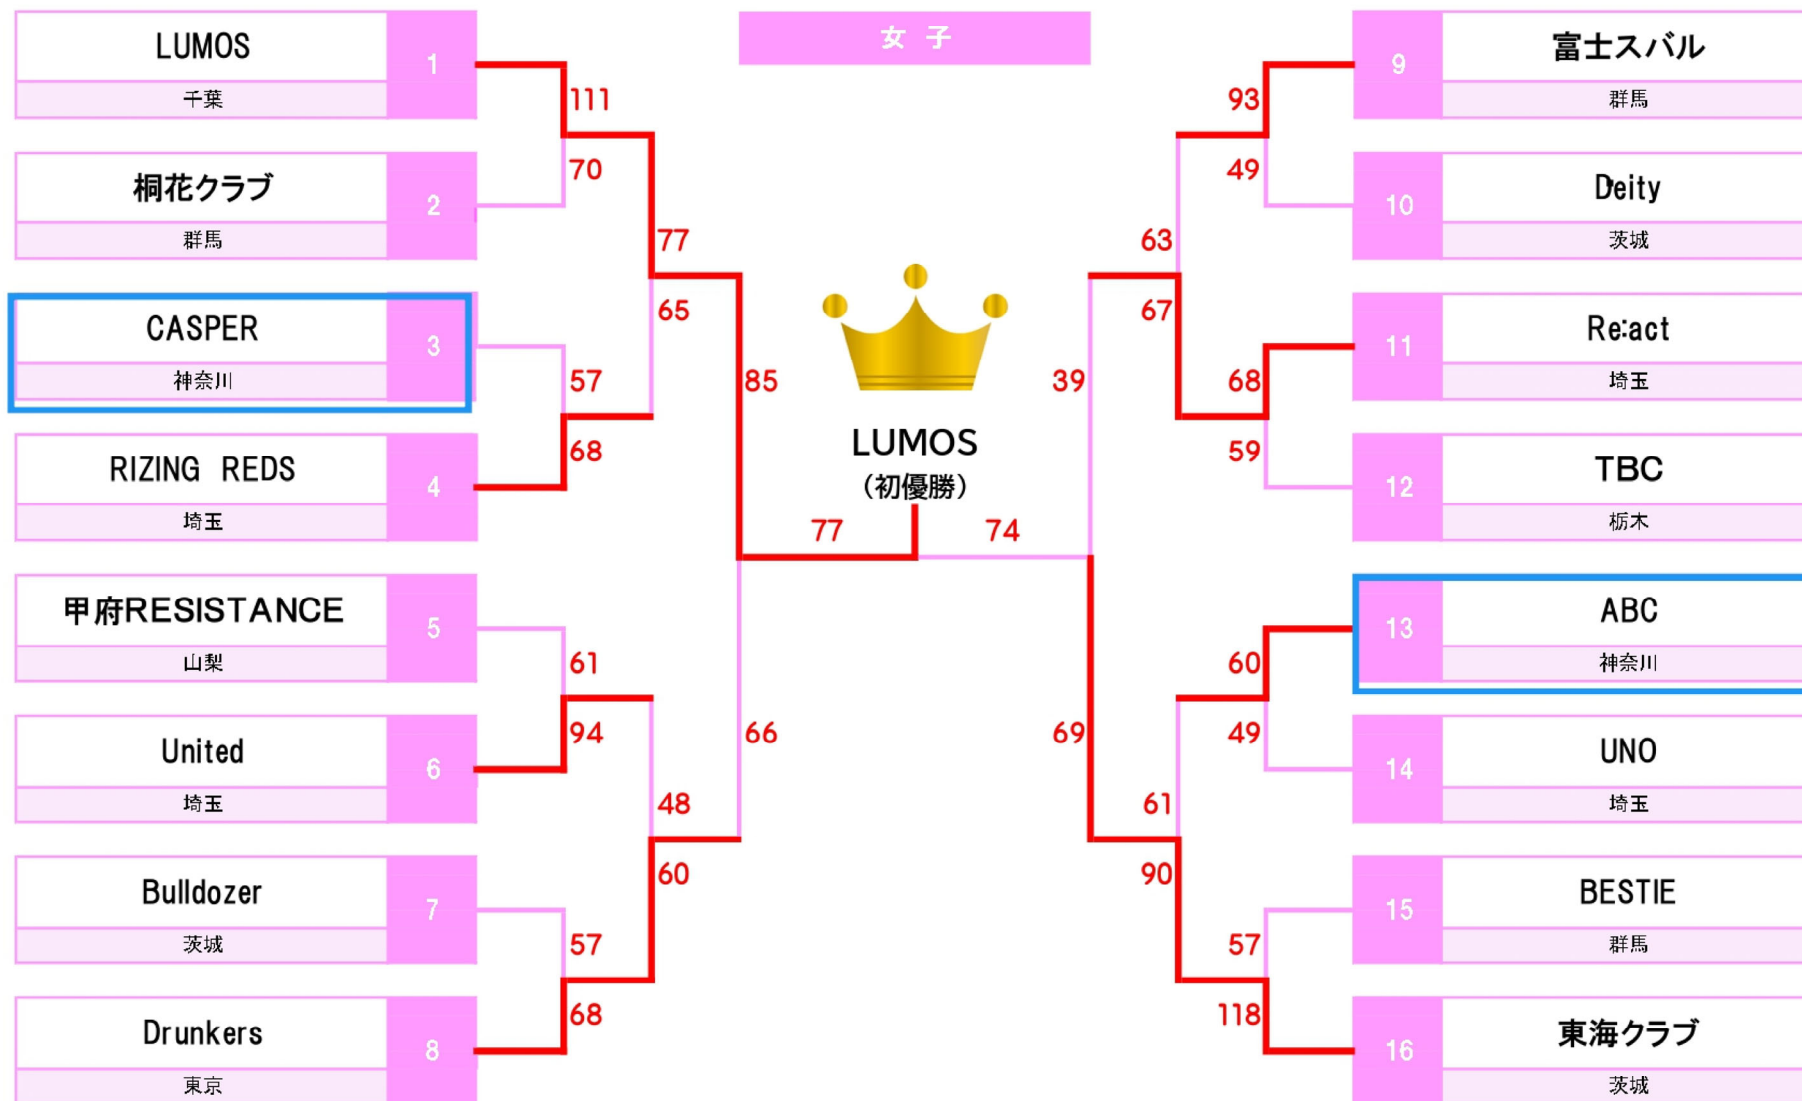 女 子
LUMOS
1
千葉
111
70
桐花クラブ
2
群馬
77
65
CASPER
3
神奈川
57
68
RIZING REDS
4
埼玉
85
甲府RESISTANCE
5
山梨
61
94
United
6
埼玉
48
60
66
Bulldozer
7
茨城
57
68
Drunkers
8
東京
LUMOS
(初優勝)
77
74
9
富士スバル
群馬
93
49
10
Deity
茨城
63
67
11
Re:act
埼玉
68
59
12
TBC
栃木
39
69
13
ABC
神奈川
60
49
14
UNO
埼玉
61
90
15
BESTIE
群馬
57
118
16
東海クラブ
茨城